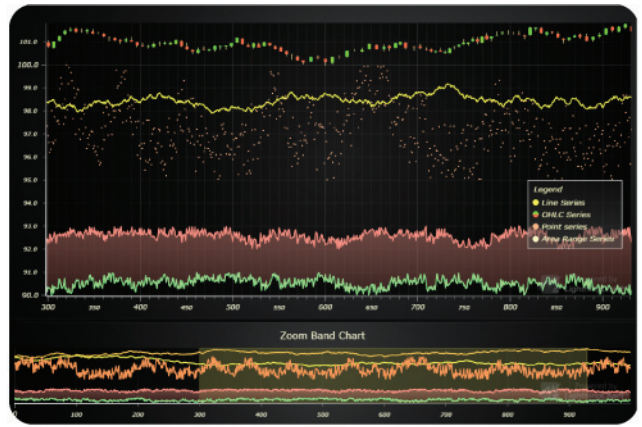 101.0
100.0
99.0
98.0
97.0
96.0
95.0
93.0
92.0
91.0
90.0
300 350 400 450 500 550 600 650 700 750 800 850 900
Legend
Line Series
OHLC Series
Point series
Area Range Series
Zoom Band Chart
0 100 200 300 400 500 600 700 800 900